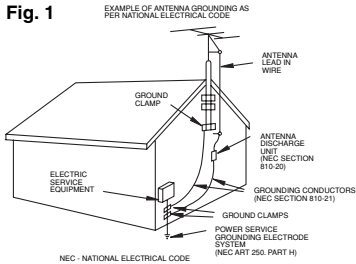 Fig. 1
EXAMPLE OF ANTENNA GROUNDING AS
PER NATIONAL ELECTRICAL CODE
ANTENNA
LEAD IN
WIRE
GROUND
CLAMP
ANTENNA
DISCHARGE
UNIT
(NEC SECTION
810-20)
ELECTRIC
SERVICE
EQUIPMENT
GROUNDING CONDUCTORS
(NEC SECTION 810-21)
GROUND CLAMPS
POWER SERVICE
GROUNDING ELECTRODE
SYSTEM
(NEC ART 250. PART H)
NEC - NATIONAL ELECTRICAL CODE